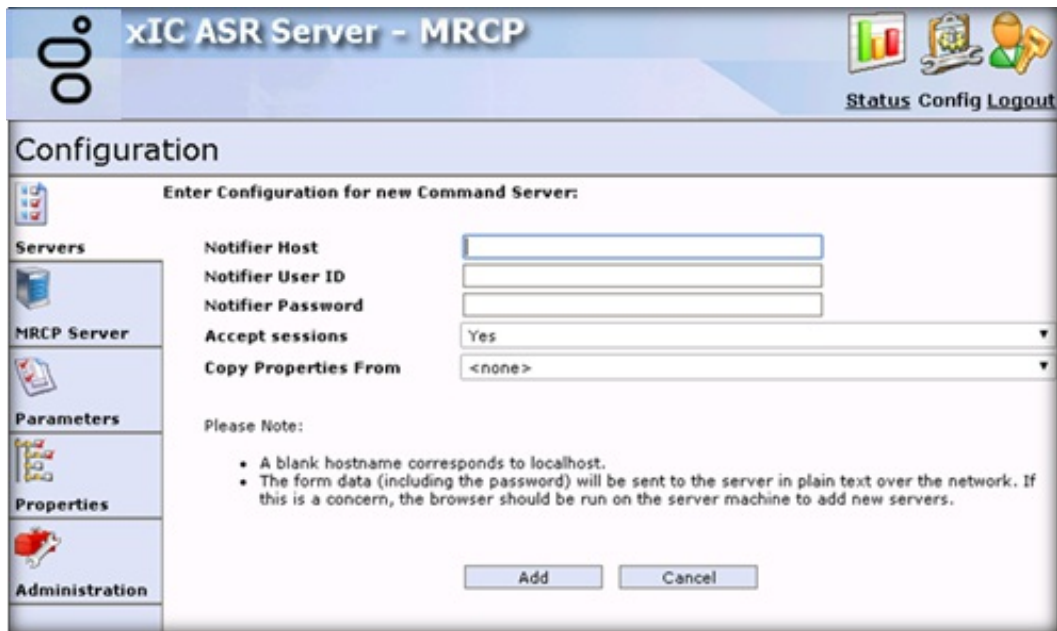 xIC ASR Server - MRCP
Status Config Logout
Configuration
Enter Configuration for new Command Server:
Servers
Notifier Host
Notifier User ID
Notifier Password
MRCP Server
Accept sessions Yes
Copy Properties From <none>
Parameters
Please Note:
• A blank hostname corresponds to localhost.
• The form data (including the password) will be sent to the server in plain text over the network. If
this is a concern, the browser should be run on the server machine to add new servers.
Properties
Add Cancel
Administration